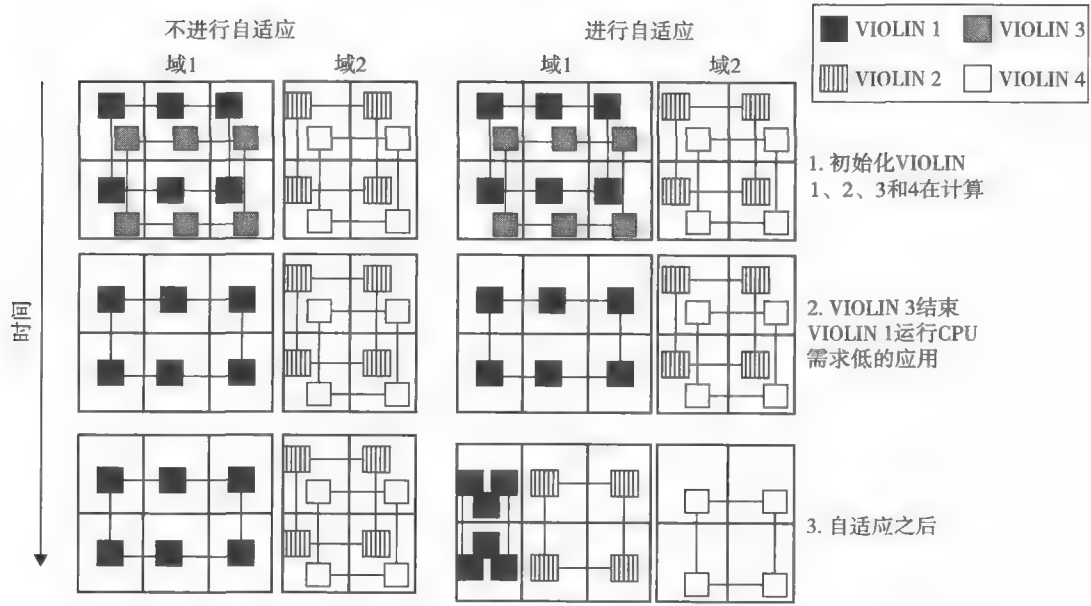 不进行自适应
进行自适应
域1
域2
域1
域2
VIOLIN 1
VIOLIN 3
VIOLIN 2
VIOLIN 4
时间
1. 初始化VIOLIN
1、2、3和4在计算
2. VIOLIN 3结束
VIOLIN 1运行CPU
需求低的应用
3. 自适应之后